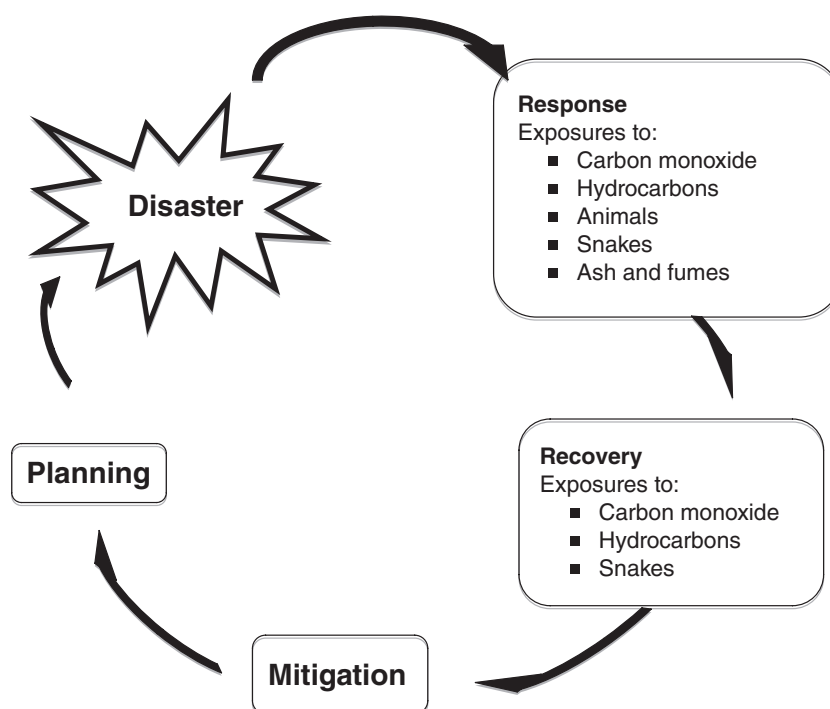 Disaster
Response
Exposures to:
■ Carbon monoxide
■ Hydrocarbons
■ Animals
■ Snakes
■ Ash and fumes
Recovery
Exposures to:
■ Carbon monoxide
■ Hydrocarbons
■ Snakes
Mitigation
Planning